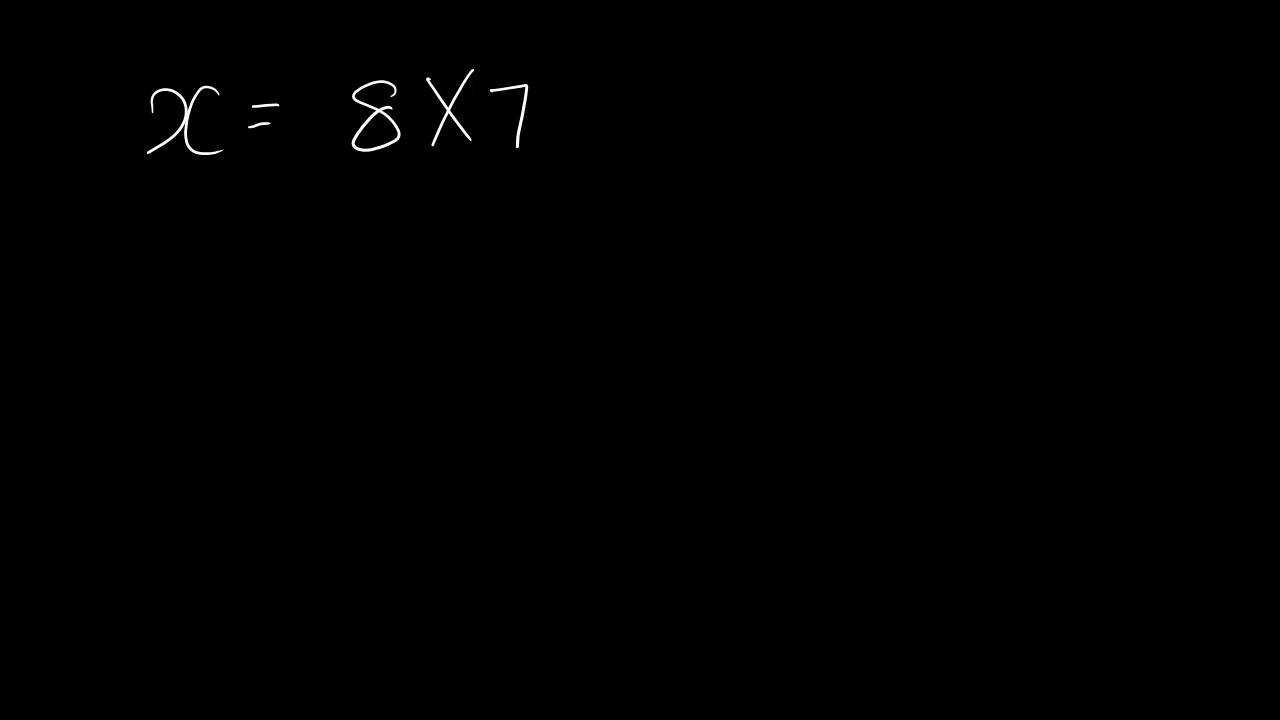 x = 8 × 7